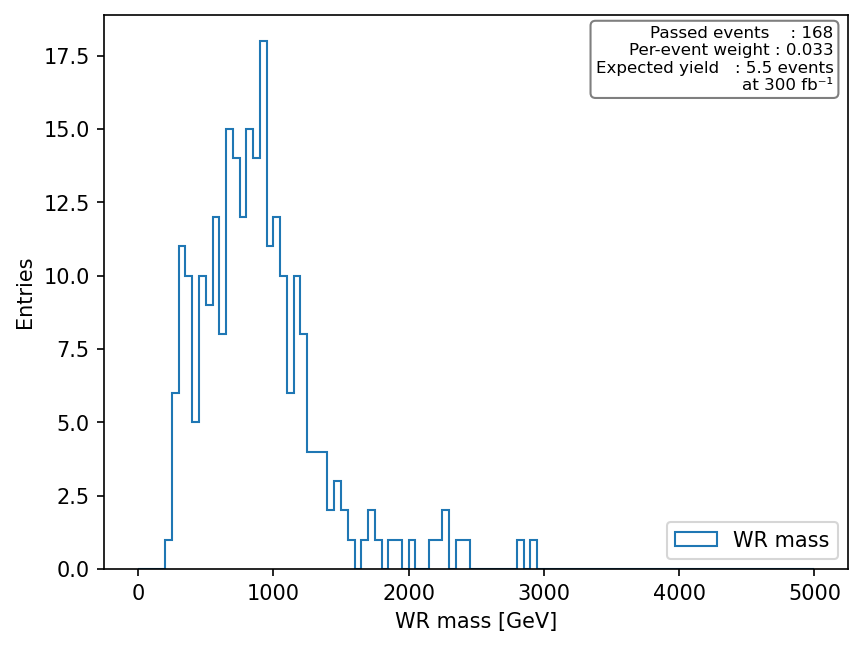 Passed events : 168
Per-event weight : 0.033
Expected yield : 5.5 events
at 300 fb⁻¹
17.5
15.0
12.5
10.0
7.5
5.0
2.5
0.0
Entries
WR mass
0 1000 2000 3000 4000 5000
WR mass [GeV]